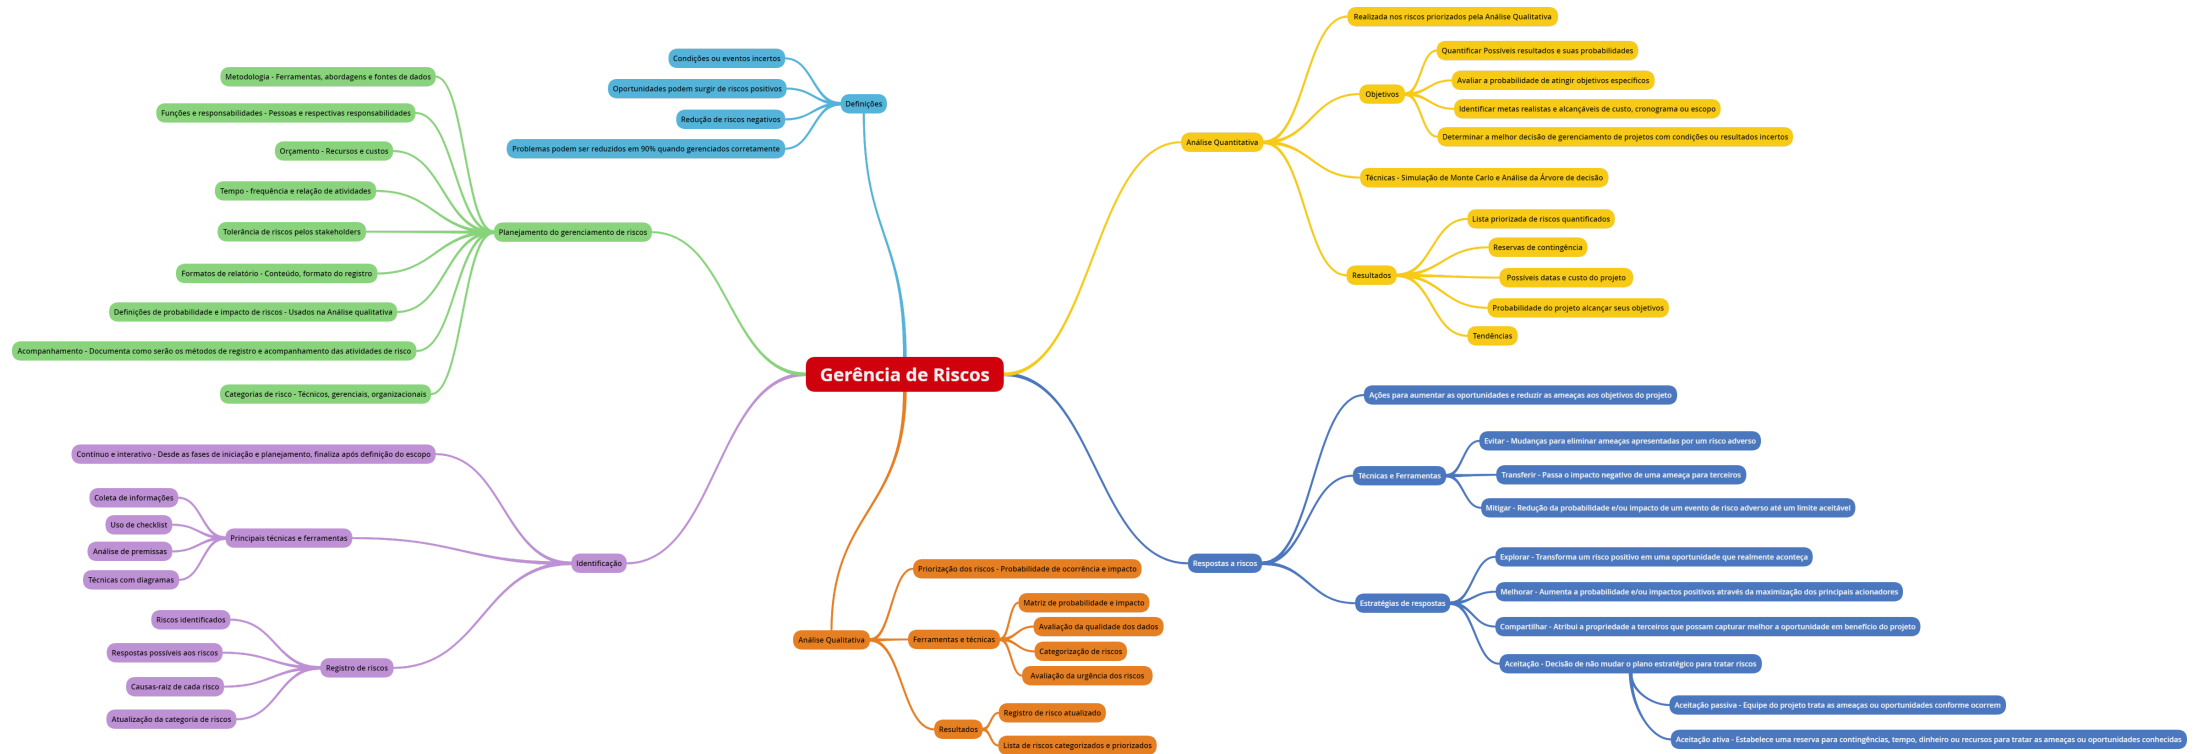 Gerência de Riscos
Definições
Condições ou eventos incertos
Oportunidades podem surgir de riscos positivos
Redução de riscos negativos
Problemas podem ser reduzidos em 90% quando gerenciados corretamente
Planejamento do gerenciamento de riscos
Metodologia - Ferramentas, abordagens e fontes de dados
Funções e responsabilidades - Pessoas e respectivas responsabilidades
Orçamento - Recursos e custos
Tempo - frequência e relação de atividades
Tolerância de riscos pelos stakeholders
Formatos de relatório - Conteúdo, formato do registro
Definições de probabilidade e impacto de riscos - Usados na Análise qualitativa
Acompanhamento - Documenta como serão os métodos de registro e acompanhamento das atividades de risco
Categorias de risco - Técnicos, gerenciais, organizacionais
Identificação
Contínuo e interativo - Desde as fases de iniciação e planejamento, finaliza após definição do escopo
Principais técnicas e ferramentas
Coleta de informações
Uso de checklist
Análise de premissas
Técnicas com diagramas
Registro de riscos
Riscos identificados
Respostas possíveis aos riscos
Causas-raiz de cada risco
Atualização da categoria de riscos
Análise Qualitativa
Priorização dos riscos - Probabilidade de ocorrência e impacto
Ferramentas e técnicas
Matriz de probabilidade e impacto
Avaliação da qualidade dos dados
Categorização de riscos
Avaliação da urgência dos riscos
Resultados
Registro de risco atualizado
Lista de riscos categorizados e priorizados
Análise Quantitativa
Realizada nos riscos priorizados pela Análise Qualitativa
Objetivos
Quantificar Possíveis resultados e suas probabilidades
Avaliar a probabilidade de atingir objetivos específicos
Identificar metas realistas e alcançáveis de custo, cronograma ou escopo
Determinar a melhor decisão de gerenciamento de projetos com condições ou resultados incertos
Técnicas - Simulação de Monte Carlo e Análise da Árvore de decisão
Resultados
Lista priorizada de riscos quantificados
Reservas de contingência
Possíveis datas e custo do projeto
Probabilidade do projeto alcançar seus objetivos
Tendências
Respostas a riscos
Ações para aumentar as oportunidades e reduzir as ameaças aos objetivos do projeto
Técnicas e Ferramentas
Evitar - Mudanças para eliminar ameaças apresentadas por um risco adverso
Transferir - Passa o impacto negativo de uma ameaça para terceiros
Mitigar - Redução da probabilidade e/ou impacto de um evento de risco adverso até um limite aceitável
Estratégias de respostas
Explorar - Transforma um risco positivo em uma oportunidade que realmente aconteça
Melhorar - Aumenta a probabilidade e/ou impactos positivos através da maximização dos principais acionadores
Compartilhar - Atribui a propriedade a terceiros que possam capturar melhor a oportunidade em benefício do projeto
Aceitação - Decisão de não mudar o plano estratégico para tratar riscos
Aceitação passiva - Equipe do projeto trata as ameaças ou oportunidades conforme ocorrem
Aceitação ativa - Estabelece uma reserva para contingências, tempo, dinheiro ou recursos para tratar as ameaças ou oportunidades conhecidas